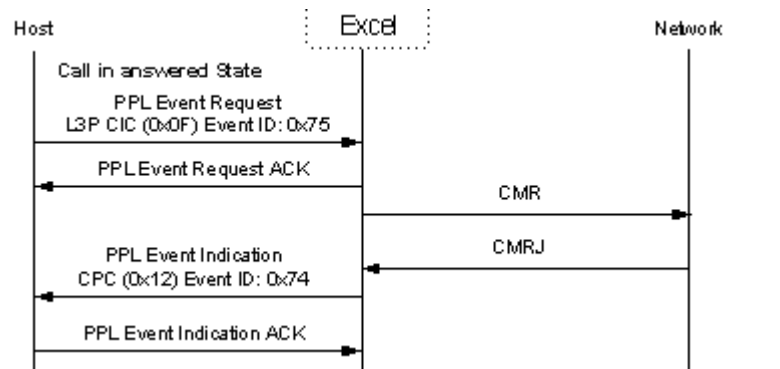 Host
Excel
Network
Call in answered State
PPL Event Request
L3P CIC (0x0F) Event ID: 0x75
PPL Event Request ACK
CMR
CMRJ
PPL Event Indication
CPC (0x12) Event ID: 0x74
PPL Event Indication ACK